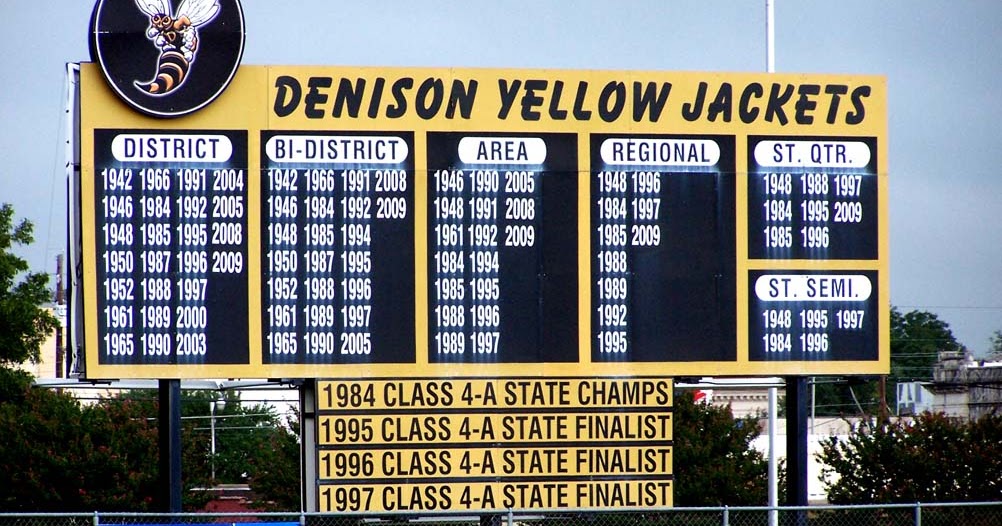 DENISON YELLOW JACKETS
DISTRICT
1942 1966 1991 2004
1946 1984 1992 2005
1948 1985 1995 2008
1950 1987 1996 2009
1952 1988 1997
1961 1989 2000
1965 1990 2003
BI-DISTRICT
1942 1966 1991 2008
1946 1984 1992 2009
1948 1985 1994
1950 1987 1995
1952 1988 1996
1961 1989 1997
1965 1990 2005
AREA
1946 1990 2005
1948 1991 2008
1961 1992 2009
1984 1994
1985 1995
1988 1996
1989 1997
REGIONAL
1948 1996
1984 1997
1985 2009
1988
1989
1992
1995
ST. QTR.
1948 1988 1997
1984 1995 2009
1985 1996
ST. SEMI.
1948 1995 1997
1984 1996
1984 CLASS 4-A STATE CHAMPS
1995 CLASS 4-A STATE FINALIST
1996 CLASS 4-A STATE FINALIST
1997 CLASS 4-A STATE FINALIST